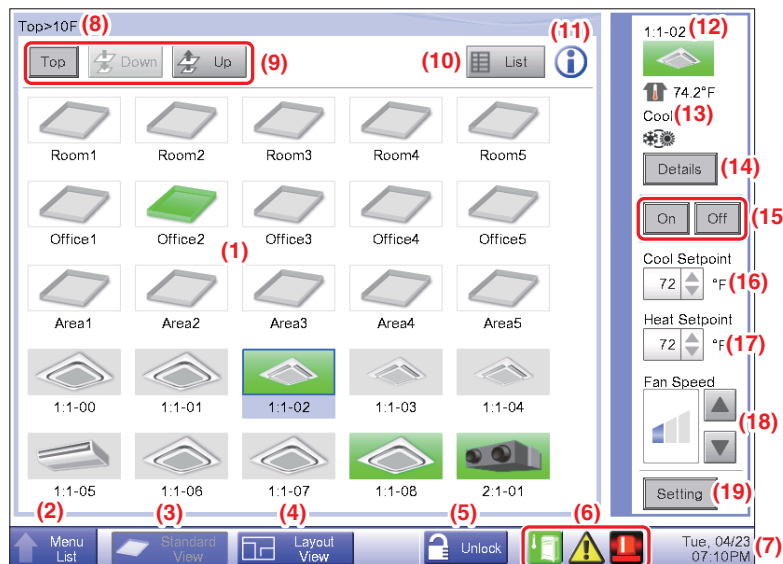 Top>10F (8)
Top Down Up (9)
(10) List (11)
Room1 Room2 Room3 Room4 Room5
Office1 Office2 Office3 Office4 Office5
(1)
Area1 Area2 Area3 Area4 Area5
1:1-00 1:1-01 1:1-02 1:1-03 1:1-04
1:1-05 1:1-06 1:1-07 1:1-08 2:1-01
1:1-02 (12)
74.2°F
Cool (13)
Details (14)
On Off (15
Cool Setpoint
72 °F (16)
Heat Setpoint
72 °F (17)
Fan Speed
(18)
Setting (19)
(2) (3) (4) (5) (6)
Menu List
Standard View
Layout View
Unlock
Tue, 04/23 (7)
07:10PM